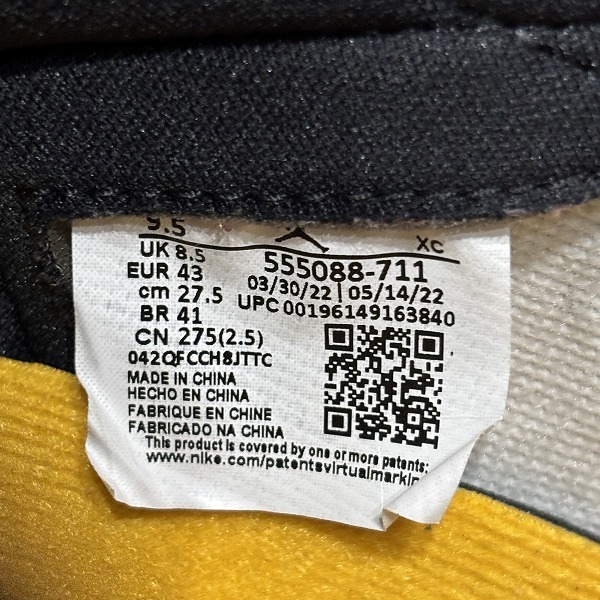 9.5
XC
UK 8.5
EUR 43
cm 27.5
BR 41
CN 275(2.5)
555088-711
03/30/22 | 05/14/22
UPC 00196149163840
042QFCCH8JTTC
MADE IN CHINA
HECHO EN CHINA
FABRIQUE EN CHINE
FABRICADO NA CHINA
This product is covered by one or more patents:
www.nike.com/patentsvirtualmarkin